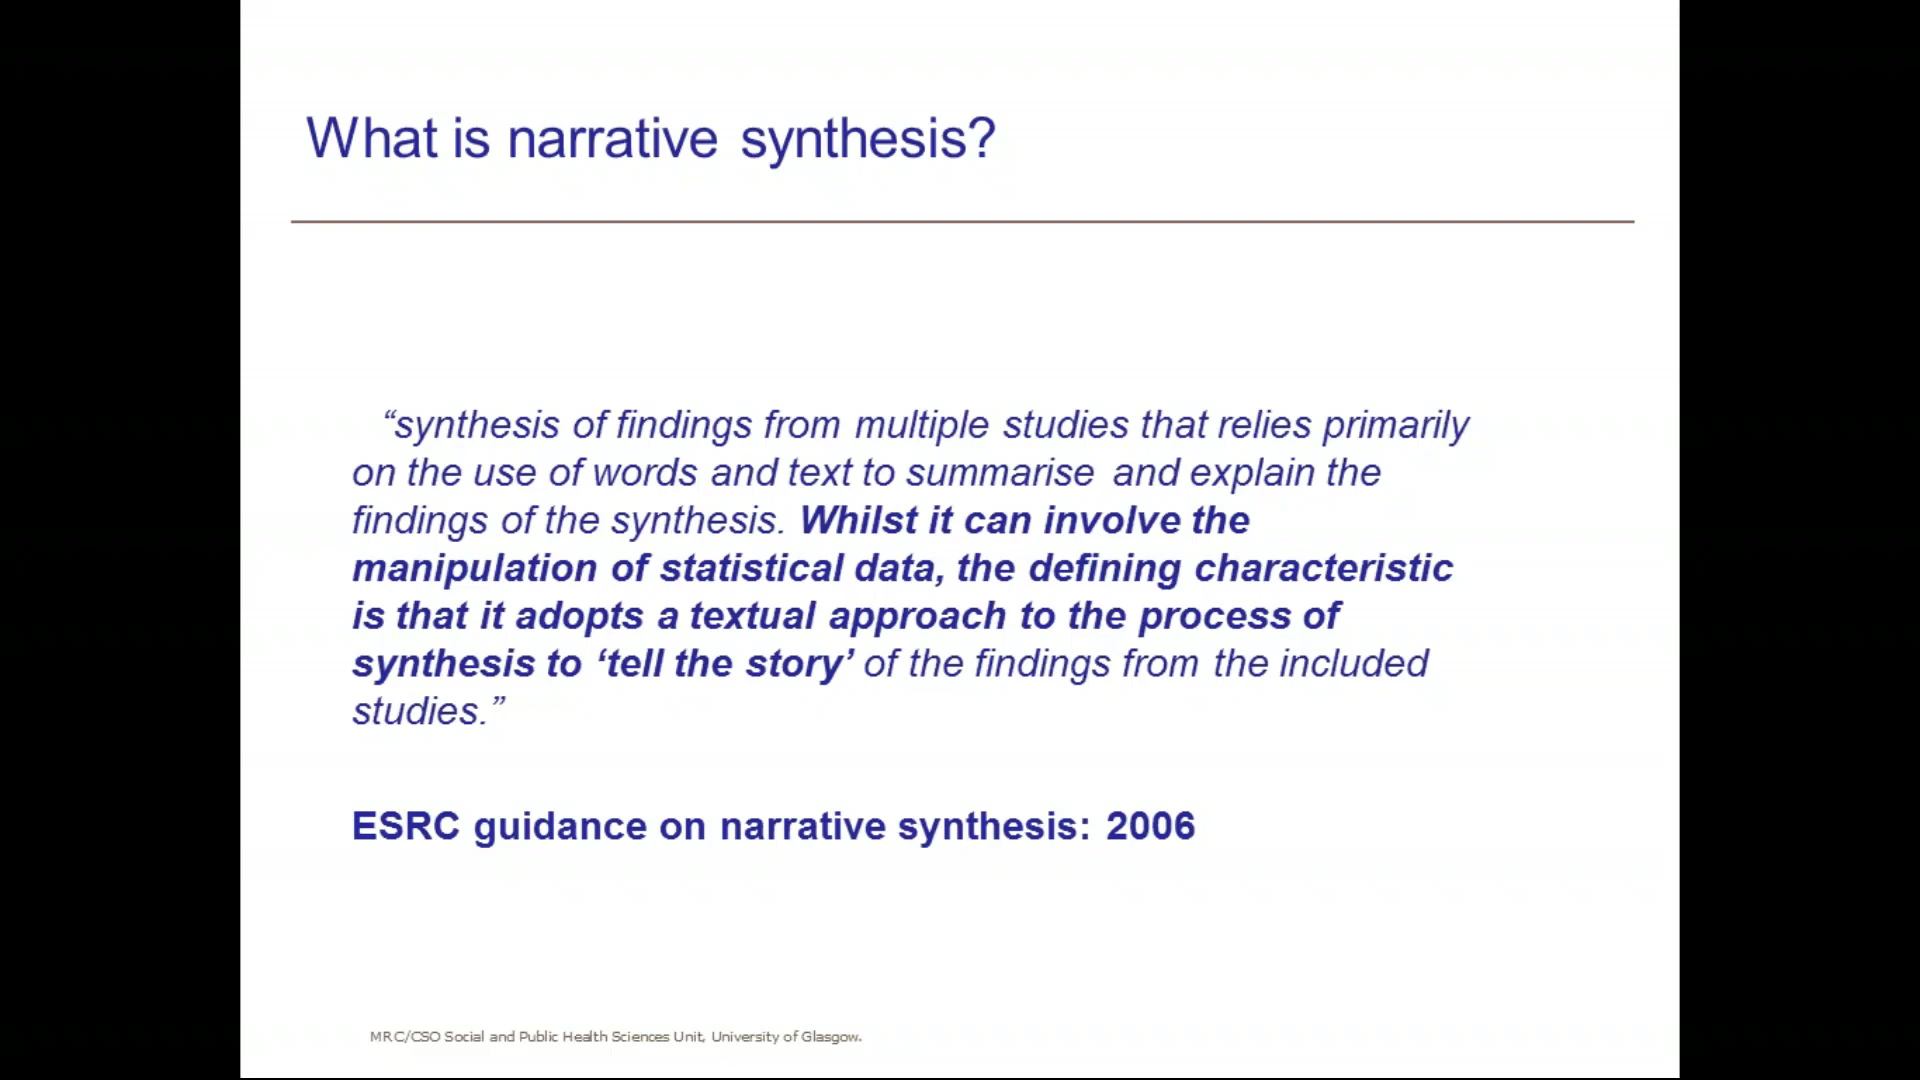 What is narrative synthesis?
“synthesis of findings from multiple studies that relies primarily
on the use of words and text to summarise and explain the
findings of the synthesis. Whilst it can involve the
manipulation of statistical data, the defining characteristic
is that it adopts a textual approach to the process of
synthesis to ‘tell the story’ of the findings from the included
studies.”
ESRC guidance on narrative synthesis: 2006
MRC/CSO Social and Public Health Sciences Unit, University of Glasgow.